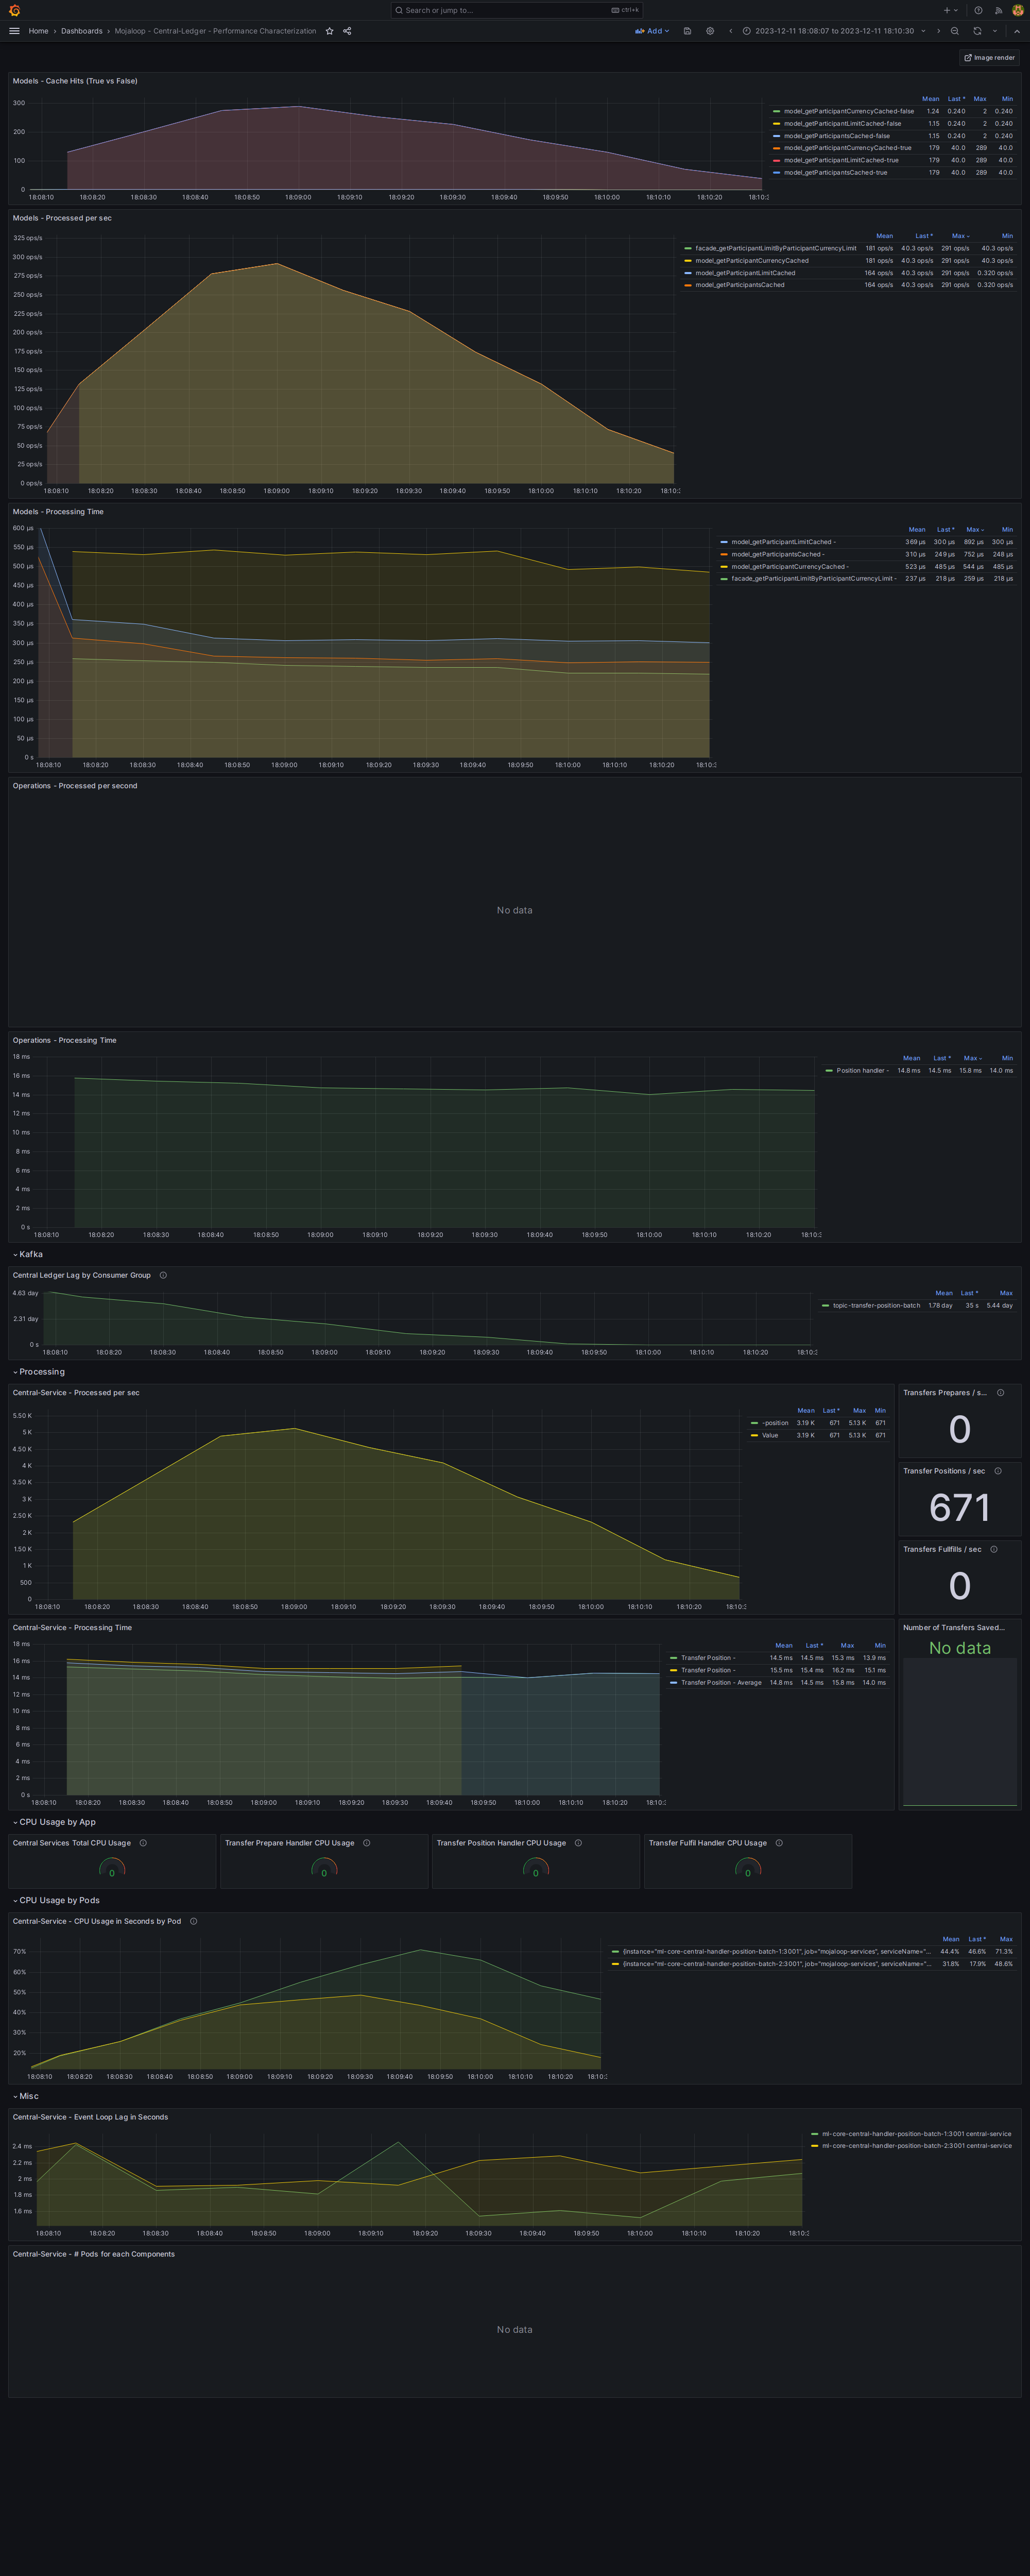 Search or jump to... ctrl+k
Home › Dashboards › Mojaloop - Central-Ledger - Performance Characterization Add 2023-12-11 18:08:07 to 2023-12-11 18:10:30
Image render
Models - Cache Hits (True vs False)
300
200
100
0
18:08:10 18:08:20 18:08:30 18:08:40 18:08:50 18:09:00 18:09:10 18:09:20 18:09:30 18:09:40 18:09:50 18:10:00 18:10:10 18:10:20
Mean Last * Max Min
model_getParticipantCurrencyCached-false 1.24 0.240 2 0.240
model_getParticipantLimitCached-false 1.15 0.240 2 0.240
model_getParticipantsCached-false 1.15 0.240 2 0.240
model_getParticipantCurrencyCached-true 179 40.0 289 40.0
model_getParticipantLimitCached-true 179 40.0 289 40.0
model_getParticipantsCached-true 179 40.0 289 40.0
Models - Processed per sec
325 ops/s
300 ops/s
275 ops/s
250 ops/s
225 ops/s
200 ops/s
175 ops/s
150 ops/s
125 ops/s
100 ops/s
75 ops/s
50 ops/s
25 ops/s
0 ops/s
18:08:10 18:08:20 18:08:30 18:08:40 18:08:50 18:09:00 18:09:10 18:09:20 18:09:30 18:09:40 18:09:50 18:10:00 18:10:10 18:10:20
Mean Last * Max Min
facade_getParticipantLimitByParticipantCurrencyLimit 181 ops/s 40.3 ops/s 291 ops/s 40.3 ops/s
model_getParticipantCurrencyCached 181 ops/s 40.3 ops/s 291 ops/s 40.3 ops/s
model_getParticipantLimitCached 164 ops/s 40.3 ops/s 291 ops/s 0.320 ops/s
model_getParticipantsCached 164 ops/s 40.3 ops/s 291 ops/s 0.320 ops/s
Models - Processing Time
600 µs
550 µs
500 µs
450 µs
400 µs
350 µs
300 µs
250 µs
200 µs
150 µs
100 µs
50 µs
0 s
18:08:10 18:08:20 18:08:30 18:08:40 18:08:50 18:09:00 18:09:10 18:09:20 18:09:30 18:09:40 18:09:50 18:10:00 18:10:10 18:10:20
Mean Last * Max Min
model_getParticipantLimitCached - 369 µs 300 µs 892 µs 300 µs
model_getParticipantsCached - 310 µs 249 µs 752 µs 248 µs
model_getParticipantCurrencyCached - 523 µs 485 µs 544 µs 485 µs
facade_getParticipantLimitByParticipantCurrencyLimit - 237 µs 218 µs 259 µs 218 µs
Operations - Processed per second
No data
Operations - Processing Time
18 ms
16 ms
14 ms
12 ms
10 ms
8 ms
6 ms
4 ms
2 ms
0 s
18:08:10 18:08:20 18:08:30 18:08:40 18:08:50 18:09:00 18:09:10 18:09:20 18:09:30 18:09:40 18:09:50 18:10:00 18:10:10 18:10:20
Mean Last * Max Min
Position handler - 14.8 ms 14.5 ms 15.8 ms 14.0 ms
Kafka
Central Ledger Lag by Consumer Group
4.63 day
2.31 day
0 s
18:08:10 18:08:20 18:08:30 18:08:40 18:08:50 18:09:00 18:09:10 18:09:20 18:09:30 18:09:40 18:09:50 18:10:00 18:10:10 18:10:20
Mean Last * Max
topic-transfer-position-batch 1.78 day 35 s 5.44 day
Processing
Central-Service - Processed per sec
5.50 K
5 K
4.50 K
4 K
3.50 K
3 K
2.50 K
2 K
1.50 K
1 K
500
0
18:08:10 18:08:20 18:08:30 18:08:40 18:08:50 18:09:00 18:09:10 18:09:20 18:09:30 18:09:40 18:09:50 18:10:00 18:10:10 18:10:20
Mean Last * Max Min
-position 3.19 K 671 5.13 K 671
Value 3.19 K 671 5.13 K 671
Transfers Prepares / s...
0
Transfer Positions / sec
671
Transfers Fullfills / sec
0
Central-Service - Processing Time
18 ms
16 ms
14 ms
12 ms
10 ms
8 ms
6 ms
4 ms
2 ms
0 s
18:08:10 18:08:20 18:08:30 18:08:40 18:08:50 18:09:00 18:09:10 18:09:20 18:09:30 18:09:40 18:09:50 18:10:00 18:10:10 18:10:20
Mean Last * Max Min
Transfer Position - 14.5 ms 14.5 ms 15.3 ms 13.9 ms
Transfer Position - 15.5 ms 15.4 ms 16.2 ms 15.1 ms
Transfer Position - Average 14.8 ms 14.5 ms 15.8 ms 14.0 ms
Number of Transfers Saved...
No data
CPU Usage by App
Central Services Total CPU Usage
0
Transfer Prepare Handler CPU Usage
0
Transfer Position Handler CPU Usage
0
Transfer Fulfil Handler CPU Usage
0
CPU Usage by Pods
Central-Service - CPU Usage in Seconds by Pod
70%
60%
50%
40%
30%
20%
18:08:10 18:08:20 18:08:30 18:08:40 18:08:50 18:09:00 18:09:10 18:09:20 18:09:30 18:09:40 18:09:50 18:10:00 18:10:10 18:10:20
Mean Last * Max
{instance="ml-core-central-handler-position-batch-1:3001", job="mojaloop-services", serviceName="... 44.4% 46.6% 71.3%
{instance="ml-core-central-handler-position-batch-2:3001", job="mojaloop-services", serviceName="... 31.8% 17.9% 48.6%
Misc
Central-Service - Event Loop Lag in Seconds
2.4 ms
2.2 ms
2 ms
1.8 ms
1.6 ms
18:08:10 18:08:20 18:08:30 18:08:40 18:08:50 18:09:00 18:09:10 18:09:20 18:09:30 18:09:40 18:09:50 18:10:00 18:10:10 18:10:20
ml-core-central-handler-position-batch-1:3001 central-service
ml-core-central-handler-position-batch-2:3001 central-service
Central-Service - # Pods for each Components
No data